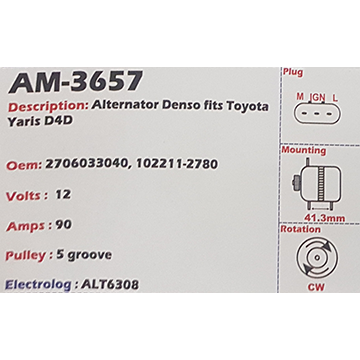 AM-3657
Description: Alternator Denso fits Toyota
Yaris D4D
Oem: 2706033040, 102211-2780
Volts : 12
Amps : 90
Pulley : 5 groove
Electrolog : ALT6308
Plug
M IGN L
Mounting
41.3mm
Rotation
CW